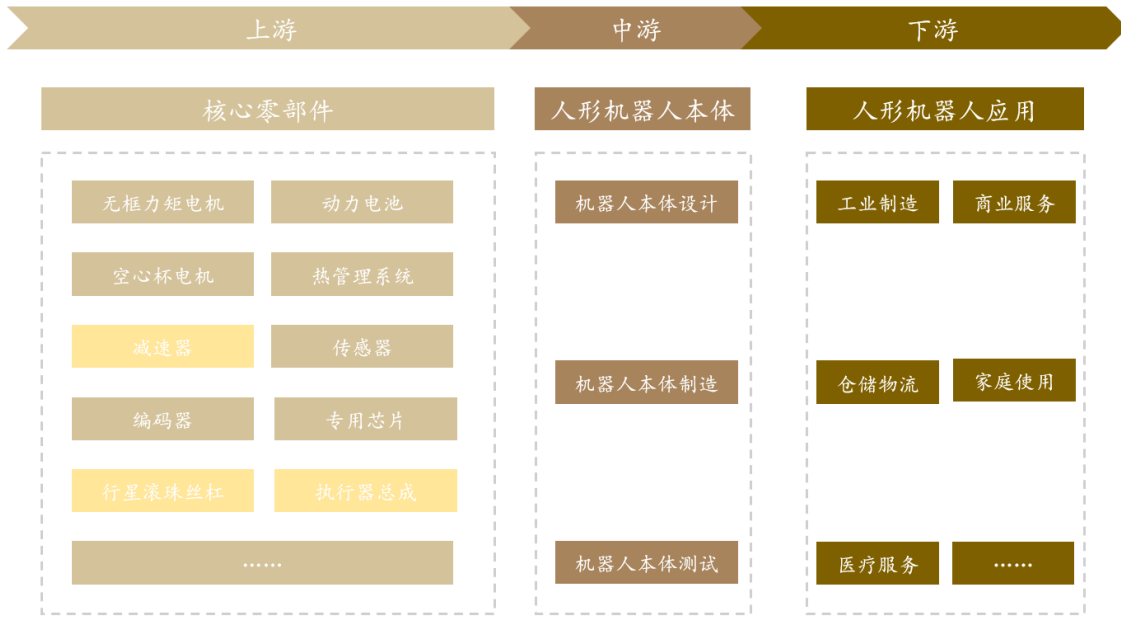 上游
中游
下游
核心零部件
人形机器人本体
人形机器人应用
无框力矩电机
动力电池
空心杯电机
热管理系统
减速器
传感器
编码器
专用芯片
行星滚珠丝杠
执行器总成
……
机器人本体设计
机器人本体制造
机器人本体测试
工业制造
商业服务
仓储物流
家庭使用
医疗服务
……